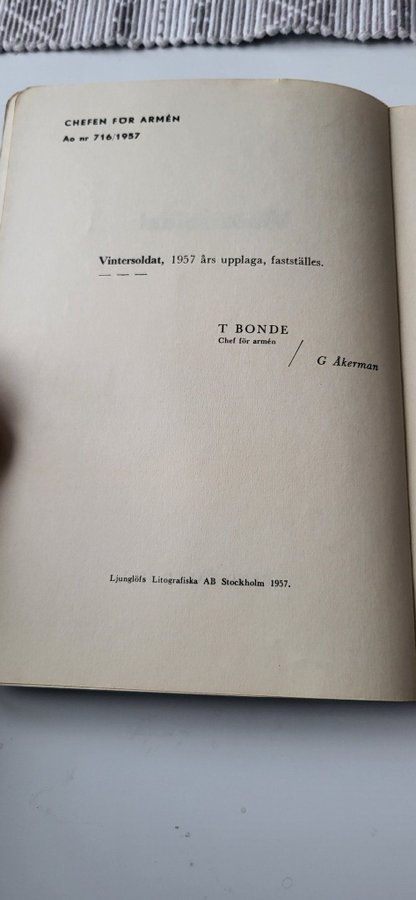 CHEFEN FÖR ARMÉN
Ao nr 716/1957
Vintersoldat, 1957 års upplaga, fastställes.
— — —
T BONDE
Chef för armén
/
G Åkerman
Ljunglöfs Litografiska AB Stockholm 1957.